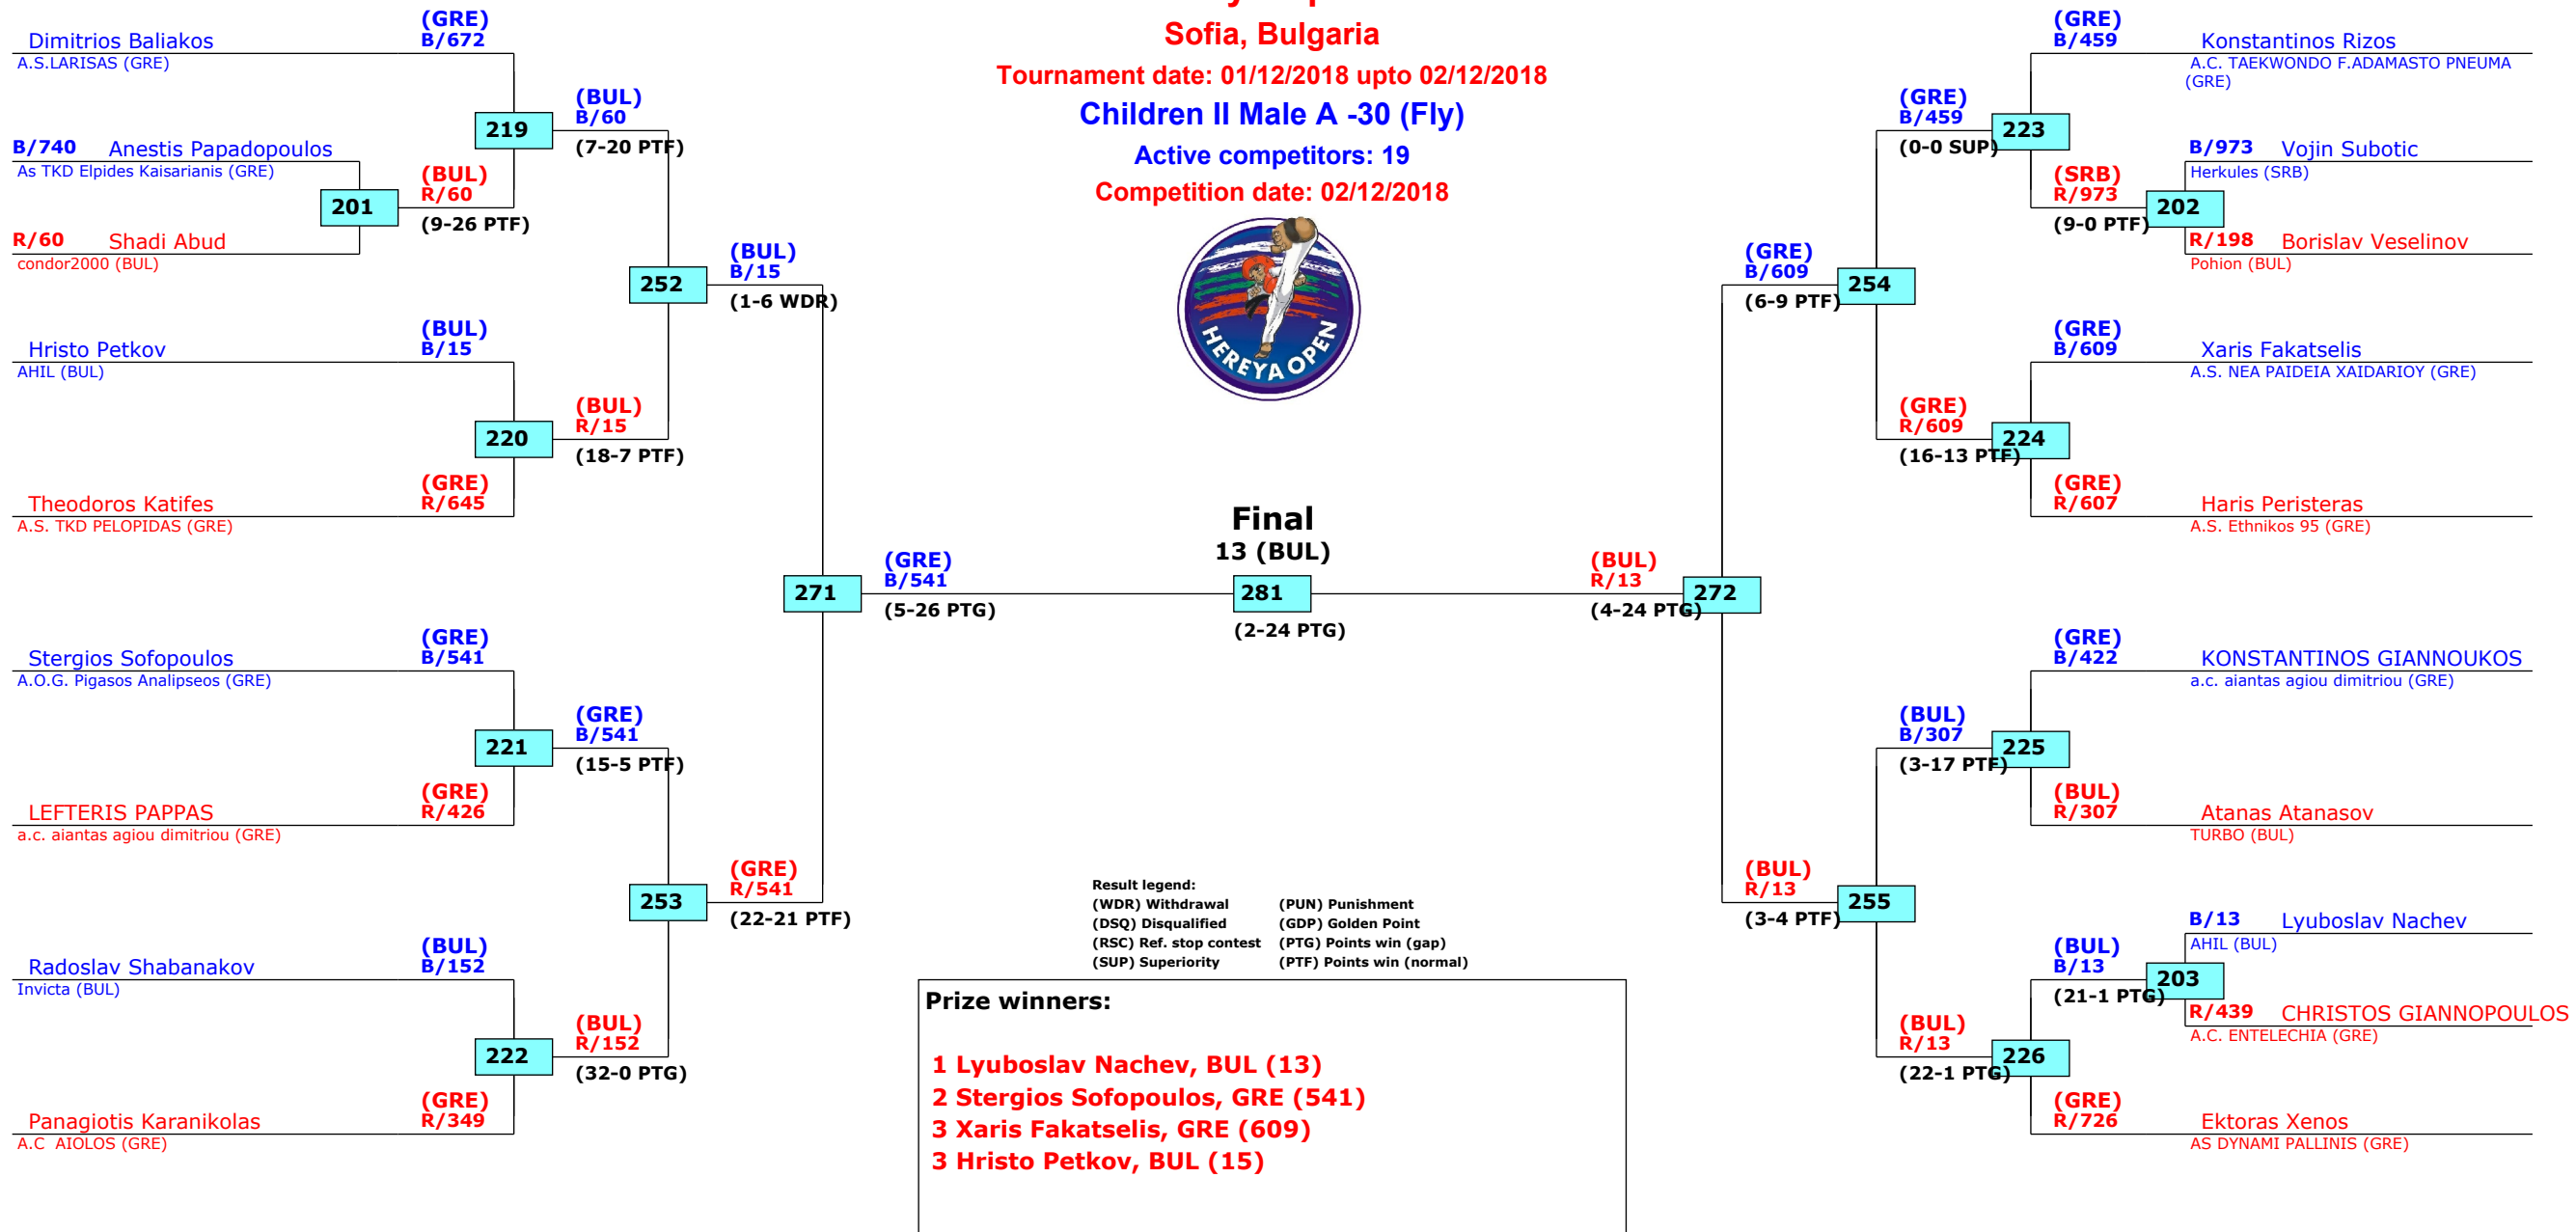 Sofia, Bulgaria
Tournament date: 01/12/2018 upto 02/12/2018
Children II Male A -30 (Fly)
Active competitors: 19
Competition date: 02/12/2018
HEREYA OPEN
(GRE)
Dimitrios Baliakos B/672
A.S.LARISAS (GRE)
219
(BUL)
B/60
(7-20 PTF)
B/740 Anestis Papadopoulos
As TKD Elpides Kaisarianis (GRE)
201
(BUL)
R/60
(9-26 PTF)
R/60 Shadi Abud
condor2000 (BUL)
252
(BUL)
B/15
(1-6 WDR)
(BUL)
Hristo Petkov B/15
AHIL (BUL)
220
(BUL)
R/15
(18-7 PTF)
(GRE)
Theodoros Katifes R/645
A.S. TKD PELOPIDAS (GRE)
271
(GRE)
B/541
(5-26 PTG)
(GRE)
Stergios Sofopoulos B/541
A.O.G. Pigasos Analipseos (GRE)
221
(GRE)
B/541
(15-5 PTF)
(GRE)
LEFTERIS PAPPAS R/426
a.c. aiantas agiou dimitriou (GRE)
253
(GRE)
R/541
(22-21 PTF)
(BUL)
Radoslav Shabanakov B/152
Invicta (BUL)
222
(BUL)
R/152
(32-0 PTG)
(GRE)
Panagiotis Karanikolas R/349
A.C AIOLOS (GRE)
Final
13 (BUL)
281
(2-24 PTG)
(BUL)
R/13
(4-24 PTG)
272
(GRE)
B/609
(6-9 PTF)
254
(GRE)
B/459
(0-0 SUP)
223
(GRE)
B/459 Konstantinos Rizos
A.C. TAEKWONDO F.ADAMASTO PNEUMA
(GRE)
(SRB)
R/973
(9-0 PTF)
202
B/973 Vojin Subotic
Herkules (SRB)
R/198 Borislav Veselinov
Pohion (BUL)
(GRE)
R/609
(16-13 PTF)
224
(GRE)
B/609 Xaris Fakatselis
A.S. NEA PAIDEIA XAIDARIOY (GRE)
(GRE)
R/607 Haris Peristeras
A.S. Ethnikos 95 (GRE)
(BUL)
R/13
(3-4 PTF)
255
(BUL)
B/307
(3-17 PTF)
225
(GRE)
B/422 KONSTANTINOS GIANNOUKOS
a.c. aiantas agiou dimitriou (GRE)
(BUL)
R/307 Atanas Atanasov
TURBO (BUL)
(BUL)
R/13
(22-1 PTG)
226
(BUL)
B/13
(21-1 PTG)
203
B/13 Lyuboslav Nachev
AHIL (BUL)
R/439 CHRISTOS GIANNOPOULOS
A.C. ENTELECHIA (GRE)
(GRE)
R/726 Ektoras Xenos
AS DYNAMI PALLINIS (GRE)
Result legend:
(WDR) Withdrawal (PUN) Punishment
(DSQ) Disqualified (GDP) Golden Point
(RSC) Ref. stop contest (PTG) Points win (gap)
(SUP) Superiority (PTF) Points win (normal)
Prize winners:
1 Lyuboslav Nachev, BUL (13)
2 Stergios Sofopoulos, GRE (541)
3 Xaris Fakatselis, GRE (609)
3 Hristo Petkov, BUL (15)